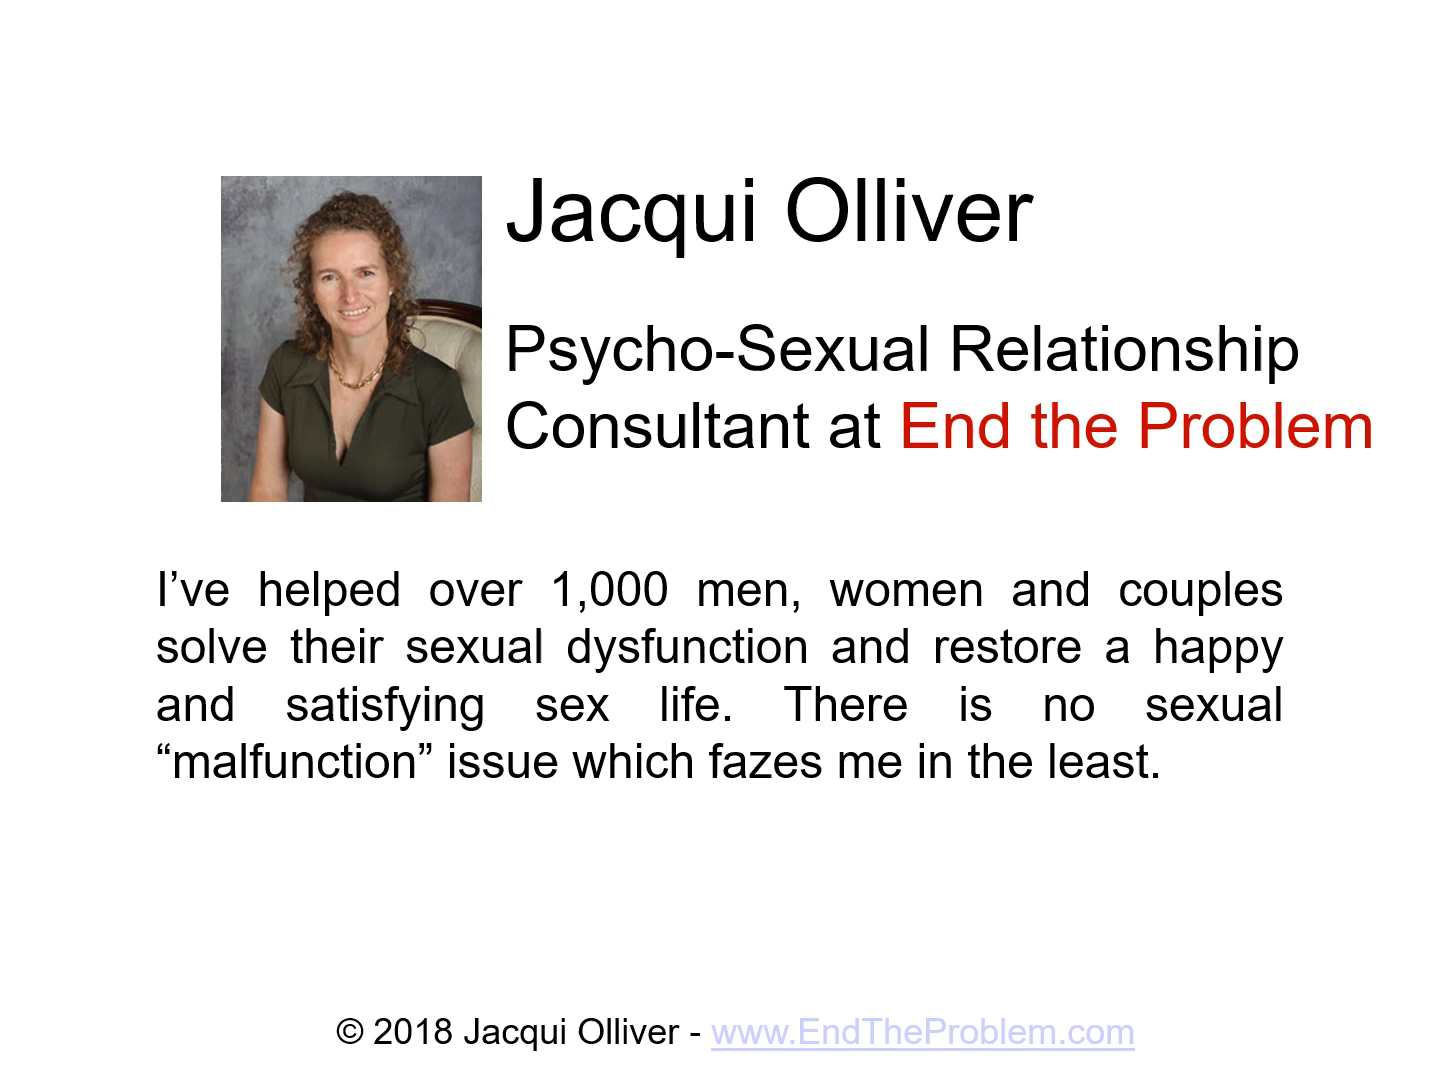 Jacqui Olliver
Psycho-Sexual Relationship
Consultant at End the Problem
I’ve helped over 1,000 men, women and couples
solve their sexual dysfunction and restore a happy
and satisfying sex life. There is no sexual
“malfunction” issue which fazes me in the least.
© 2018 Jacqui Olliver - www.EndTheProblem.com